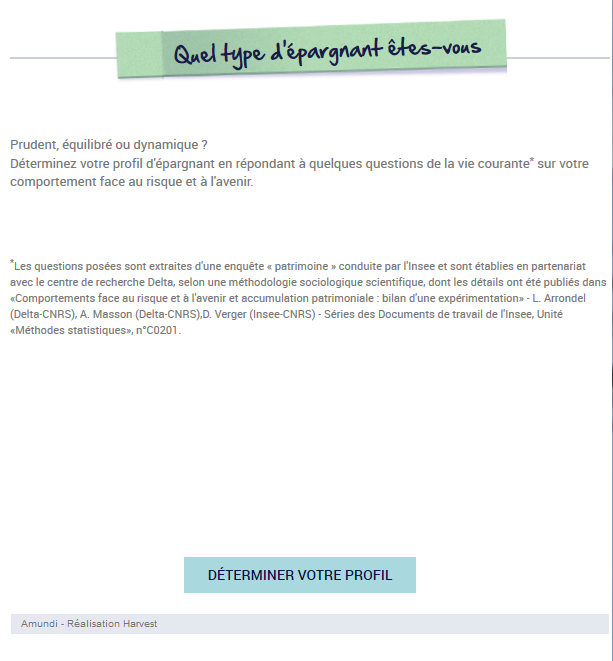 Quel type d'épargnant êtes-vous
Prudent, équilibré ou dynamique ?
Déterminez votre profil d'épargnant en répondant à quelques questions de la vie courante* sur votre
comportement face au risque et à l'avenir.
*Les questions posées sont extraites d'une enquête « patrimoine » conduite par l'Insee et sont établies en partenariat
avec le centre de recherche Delta, selon une méthodologie sociologique scientifique, dont les détails ont été publiés dans
«Comportements face au risque et à l'avenir et accumulation patrimoniale : bilan d'une expérimentation» - L. Arrondel
(Delta-CNRS), A. Masson (Delta-CNRS),D. Verger (Insee-CNRS) - Séries des Documents de travail de l'Insee, Unité
«Méthodes statistiques», n°C0201.
DÉTERMINER VOTRE PROFIL
Amundi - Réalisation Harvest